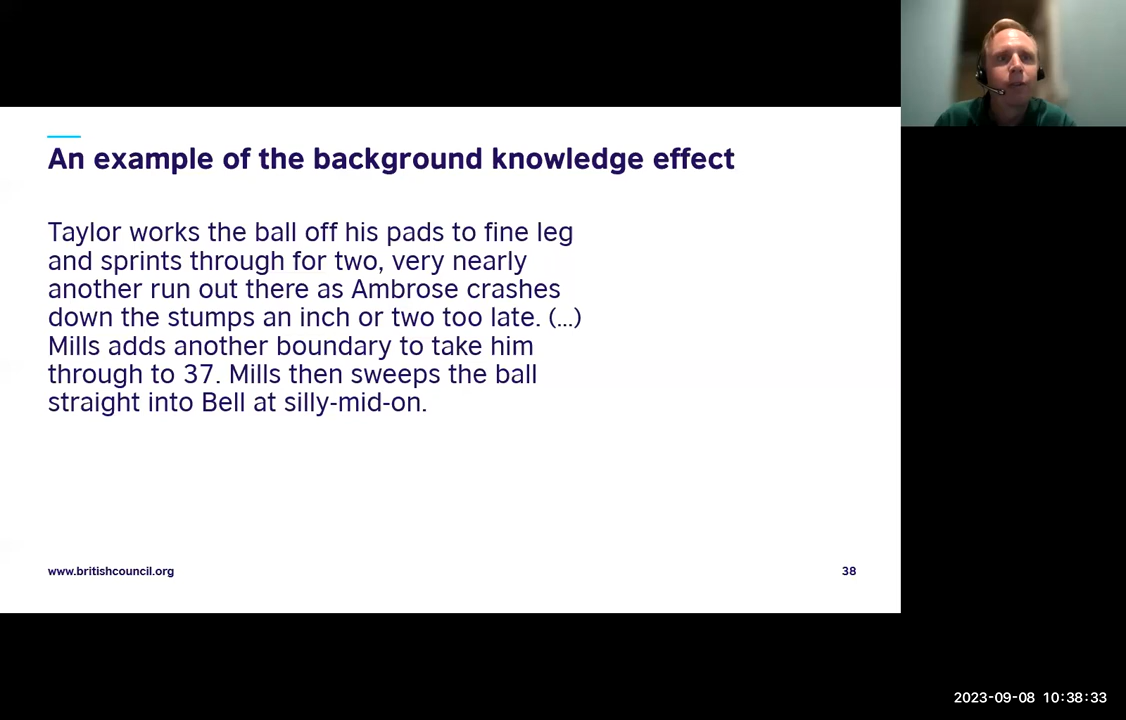 An example of the background knowledge effect
Taylor works the ball off his pads to fine leg
and sprints through for two, very nearly
another run out there as Ambrose crashes
down the stumps an inch or two too late. (...)
Mills adds another boundary to take him
through to 37. Mills then sweeps the ball
straight into Bell at silly-mid-on.
www.britishcouncil.org
38
2023-09-08 10:38:33